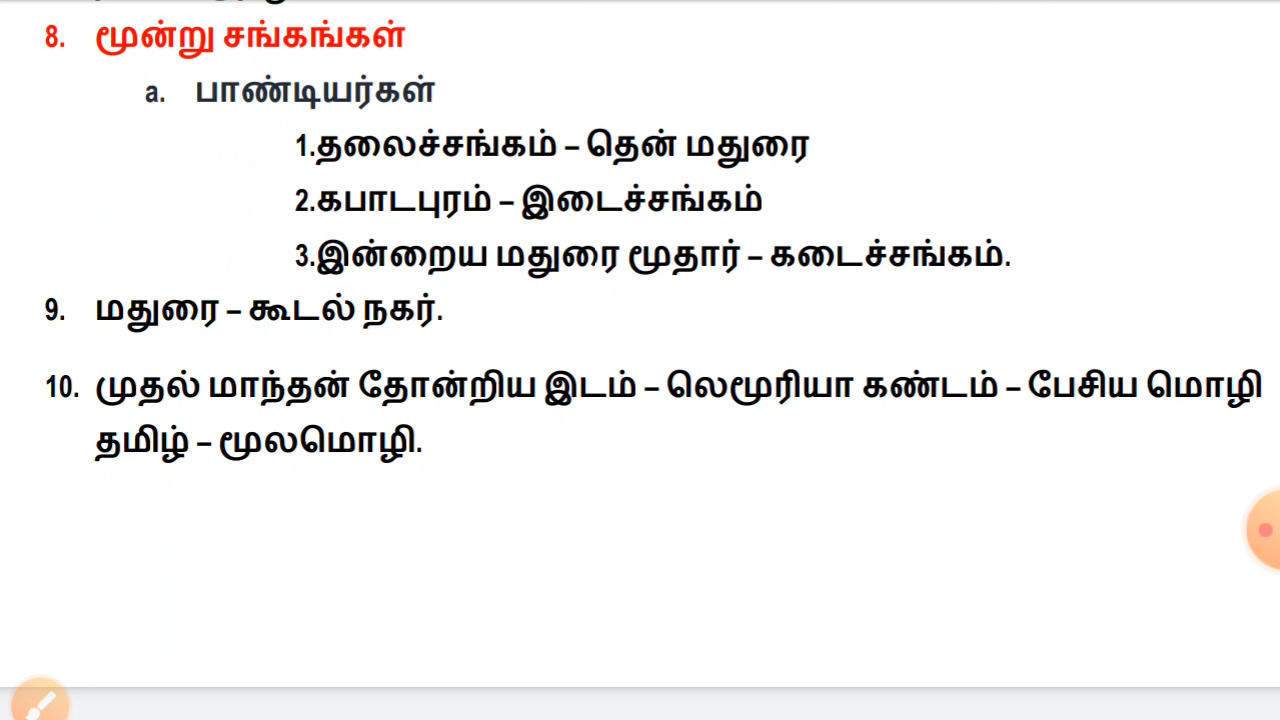 8. மூன்று சங்கங்கள்
a. பாண்டியர்கள்
1.தலைச்சங்கம் – தென் மதுரை
2.கபாடபுரம் – இடைச்சங்கம்
3.இன்றைய மதுரை மூதார் – கடைச்சங்கம்.
9. மதுரை – கூடல் நகர்.
10. முதல் மாந்தன் தோன்றிய இடம் – லெமூரியா கண்டம் – பேசிய மொழி
தமிழ் – மூலமொழி.